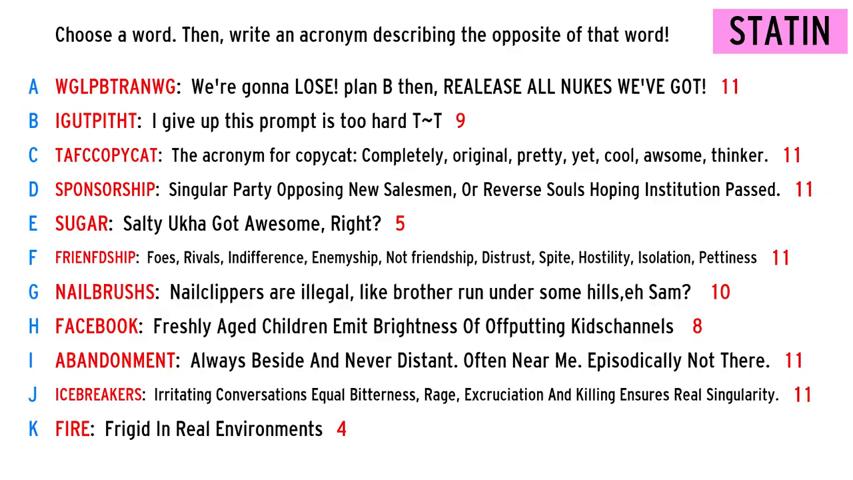 Choose a word. Then, write an acronym describing the opposite of that word!
STATIN
A WGLPBTRANWG: We're gonna LOSE! plan B then, REALEASE ALL NUKES WE'VE GOT! 11
B IGUTPITHT: I give up this prompt is too hard T~T 9
C TAFCCOPYCAT: The acronym for copycat: Completely, original, pretty, yet, cool, awsome, thinker. 11
D SPONSORSHIP: Singular Party Opposing New Salesmen, Or Reverse Souls Hoping Institution Passed. 11
E SUGAR: Salty Ukha Got Awesome, Right? 5
F FRIENFDSHIP: Foes, Rivals, Indifference, Enemyship, Not friendship, Distrust, Spite, Hostility, Isolation, Pettiness 11
G NAILBRUSHS: Nailclippers are illegal, like brother run under some hills,eh Sam? 10
H FACEBOOK: Freshly Aged Children Emit Brightness Of Offputting Kidschannels 8
I ABANDONMENT: Always Beside And Never Distant. Often Near Me. Episodically Not There. 11
J ICEBREAKERS: Irritating Conversations Equal Bitterness, Rage, Excruciation And Killing Ensures Real Singularity. 11
K FIRE: Frigid In Real Environments 4